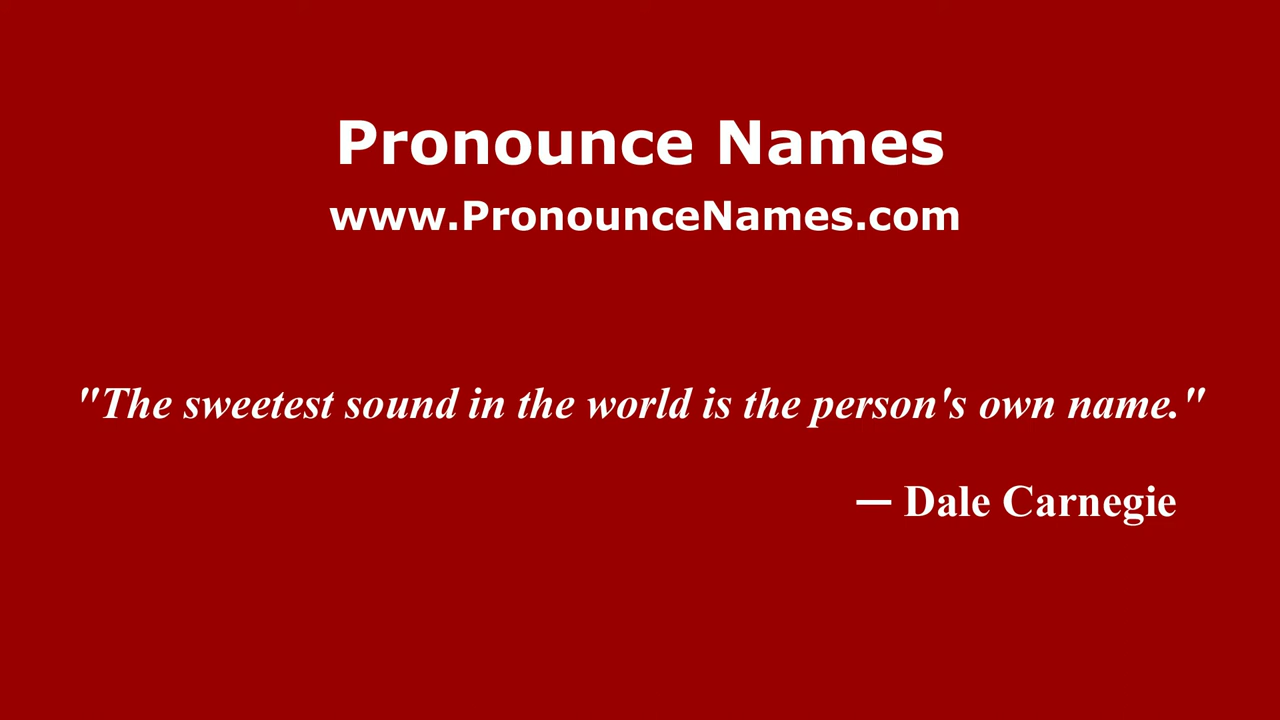 Pronounce Names
www.PronounceNames.com
"The sweetest sound in the world is the person's own name."
— Dale Carnegie